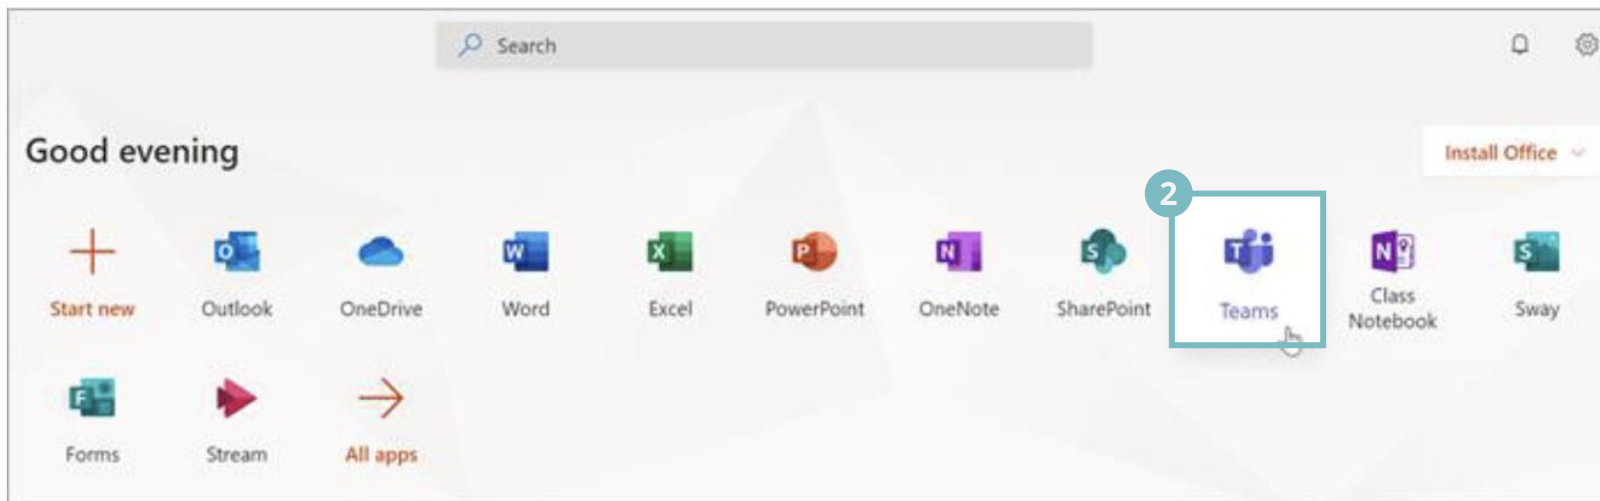 Search
Good evening
Install Office
2
Start new
Outlook
OneDrive
Word
Excel
PowerPoint
OneNote
SharePoint
Teams
Class
Notebook
Sway
Forms
Stream
All apps